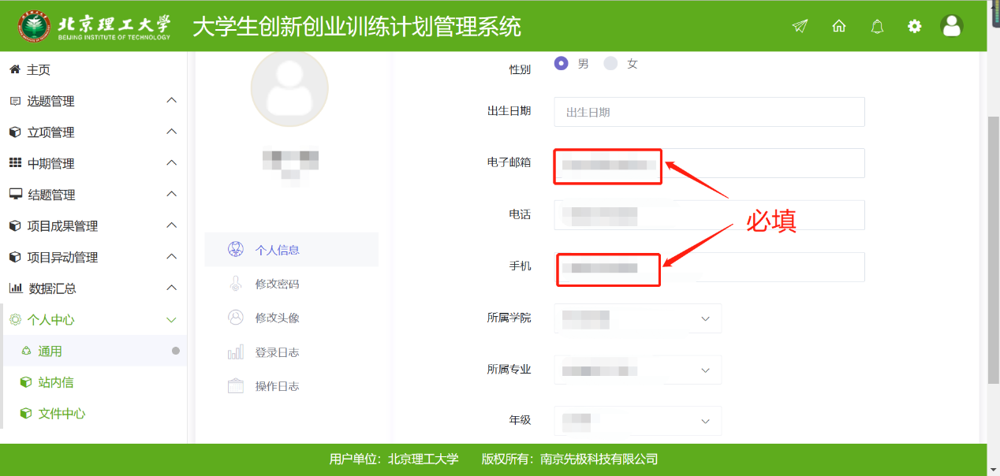 北京理工大学
BEIJING INSTITUTE OF TECHNOLOGY
大学生创新创业训练计划管理系统
主页
选题管理
立项管理
中期管理
结题管理
项目成果管理
项目异动管理
数据汇总
个人中心
通用
站内信
文件中心
个人信息
修改密码
修改头像
登录日志
操作日志
性别 男 女
出生日期 出生日期
电子邮箱
电话
必填
手机
所属学院
所属专业
年级
用户单位：北京理工大学 版权所有：南京先极科技有限公司